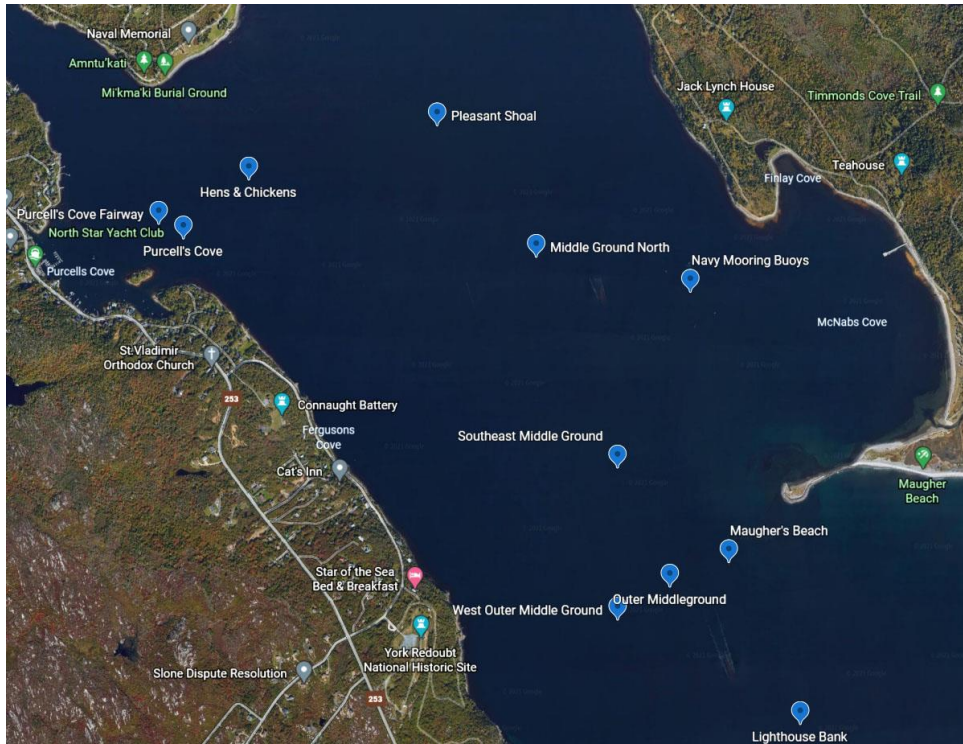 Naval Memorial
Amntu'kati
Mi'kma'ki Burial Ground
Pleasant Shoal
Jack Lynch House
Timmonds Cove Trail
Teahouse
Finlay Cove
Hens & Chickens
Purcell's Cove Fairway
North Star Yacht Club
Purcell's Cove
Purcells Cove
Middle Ground North
Navy Mooring Buoys
McNabs Cove
St.Vladimir
Orthodox Church
253
Connaught Battery
Fergusons
Cove
Cat's Inn
Southeast Middle Ground
Maugher
Beach
Maugher's Beach
Star of the Sea
Bed & Breakfast
West Outer Middle Ground
Outer Middleground
York Redoubt
National Historic Site
Slone Dispute Resolution
253
Lighthouse Bank